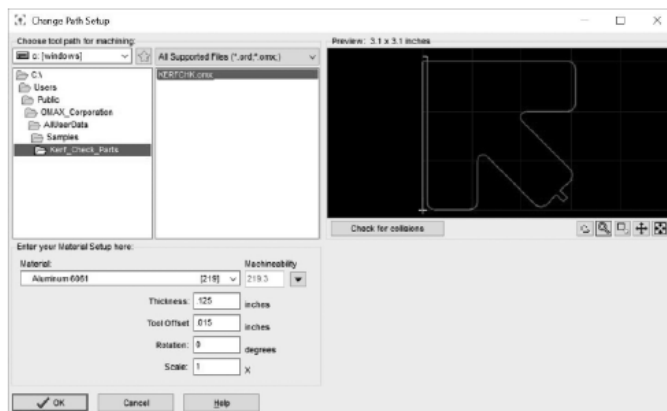 Change Path Setup
Choose tool path for machining:
Preview: 3.1 x 3.1 inches
c: [windows]
All Supported Files (*.ord,*.omx,)
C:\
Users
Public
OMAX_Corporation
AllUserData
Samples
Kerf_Check_Parts
KERFCHK.omx
Check for collisions
Enter your Material Setup here:
Material:
Machineability
Aluminum 6061 [219]
219.3
Thickness: .125 inches
Tool Offset .015 inches
Rotation: 0 degrees
Scale: 1 X
OK
Cancel
Help